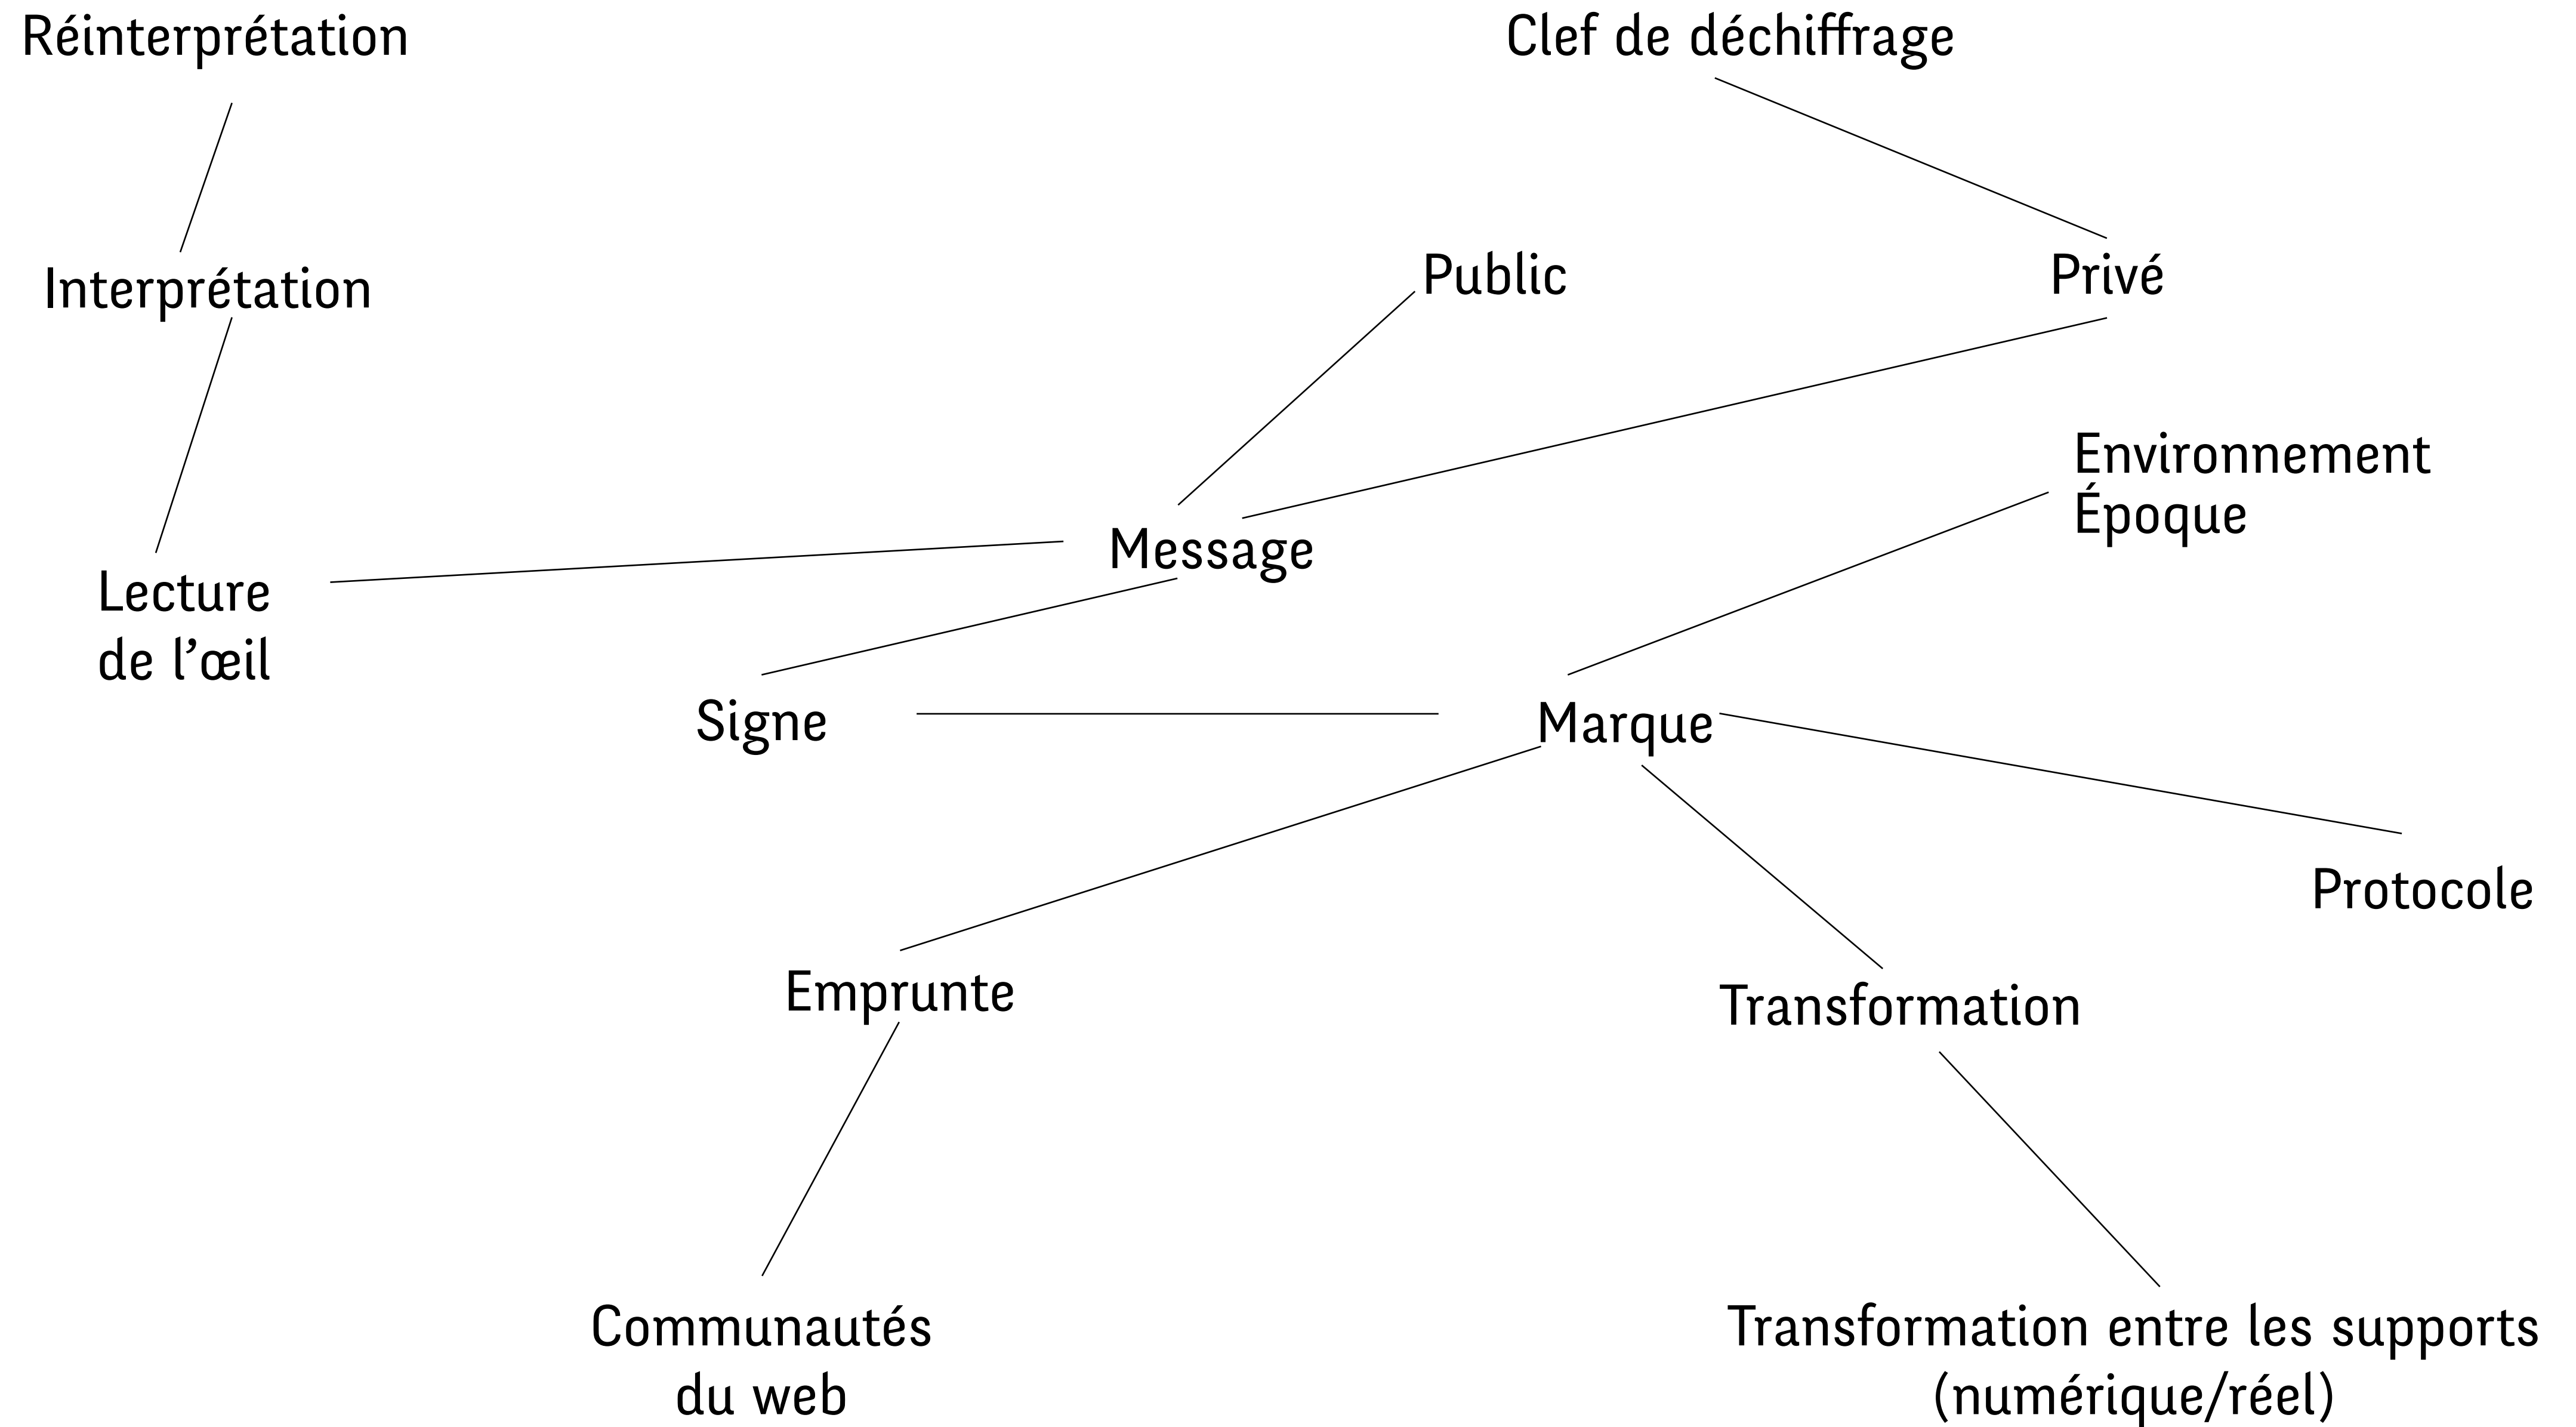 Réinterprétation
Clef de déchiffrage
Interprétation
Public
Privé
Environnement
Époque
Message
Lecture
de l’œil
Signe
Marque
Protocole
Emprunte
Transformation
Communautés
du web
Transformation entre les supports
(numérique/réel)